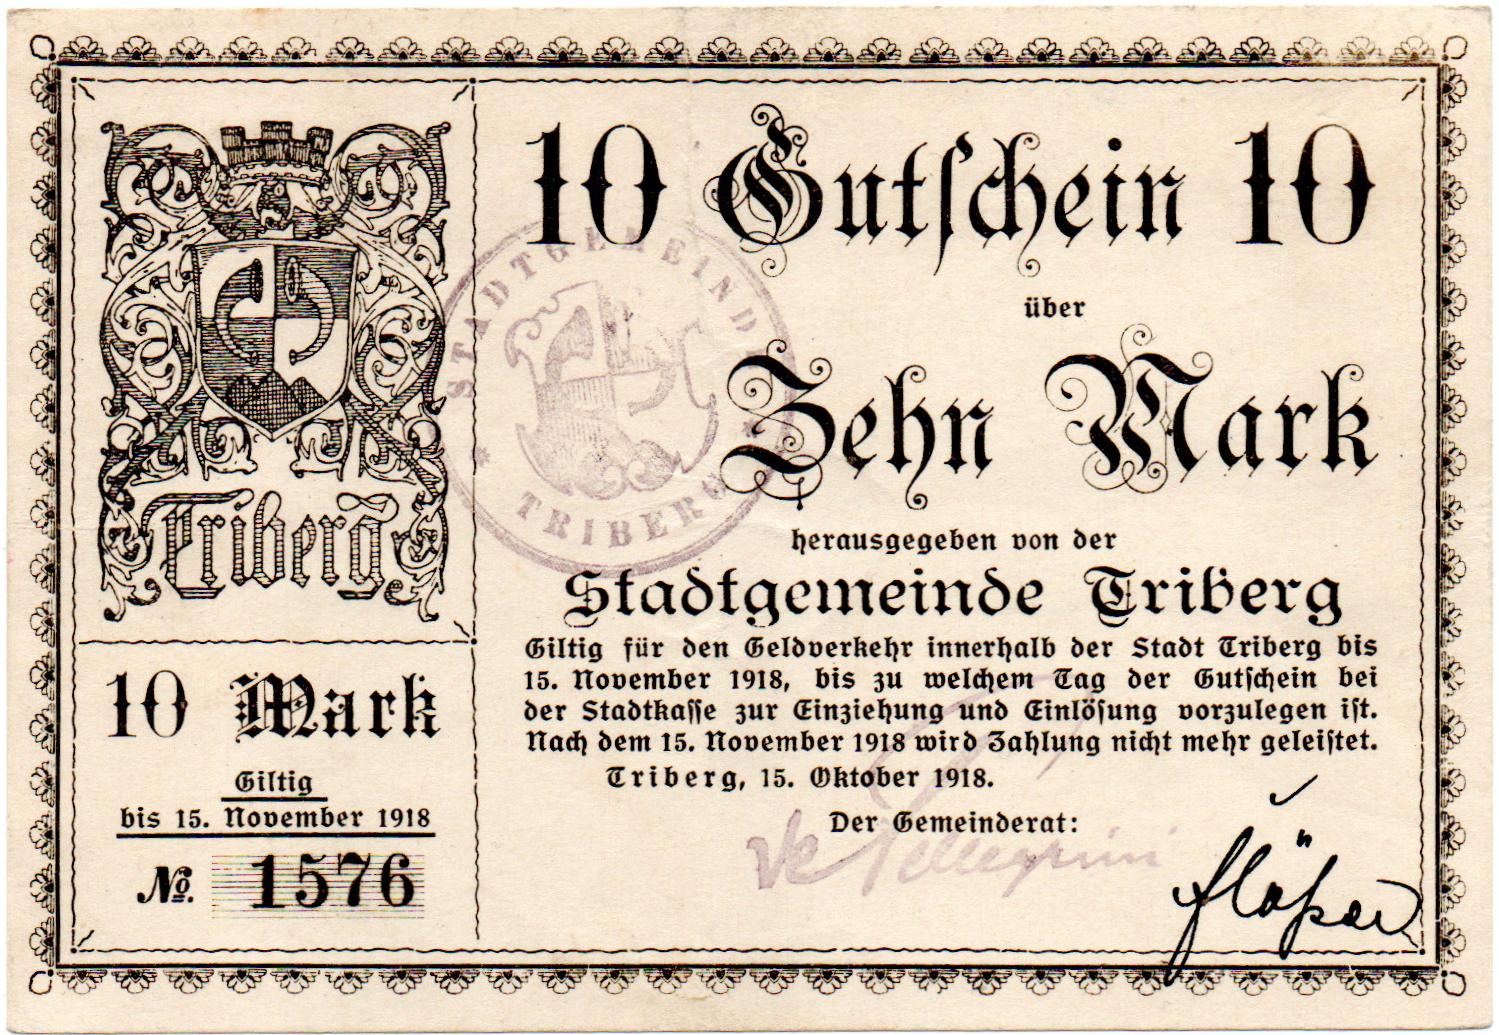 Triberg
10 Mark
Giltig
bis 15. November 1918
No. 1576
10 Gutschein 10
über
Zehn Mark
herausgegeben von der
Stadtgemeinde Triberg
Giltig für den Geldverkehr innerhalb der Stadt Triberg bis
15. November 1918, bis zu welchem Tag der Gutschein bei
der Stadtkasse zur Einziehung und Einlösung vorzulegen ist.
Nach dem 15. November 1918 wird Zahlung nicht mehr geleistet.
Triberg, 15. Oktober 1918.
Der Gemeinderat:
STADTGEMEINDE
* TRIBERG *